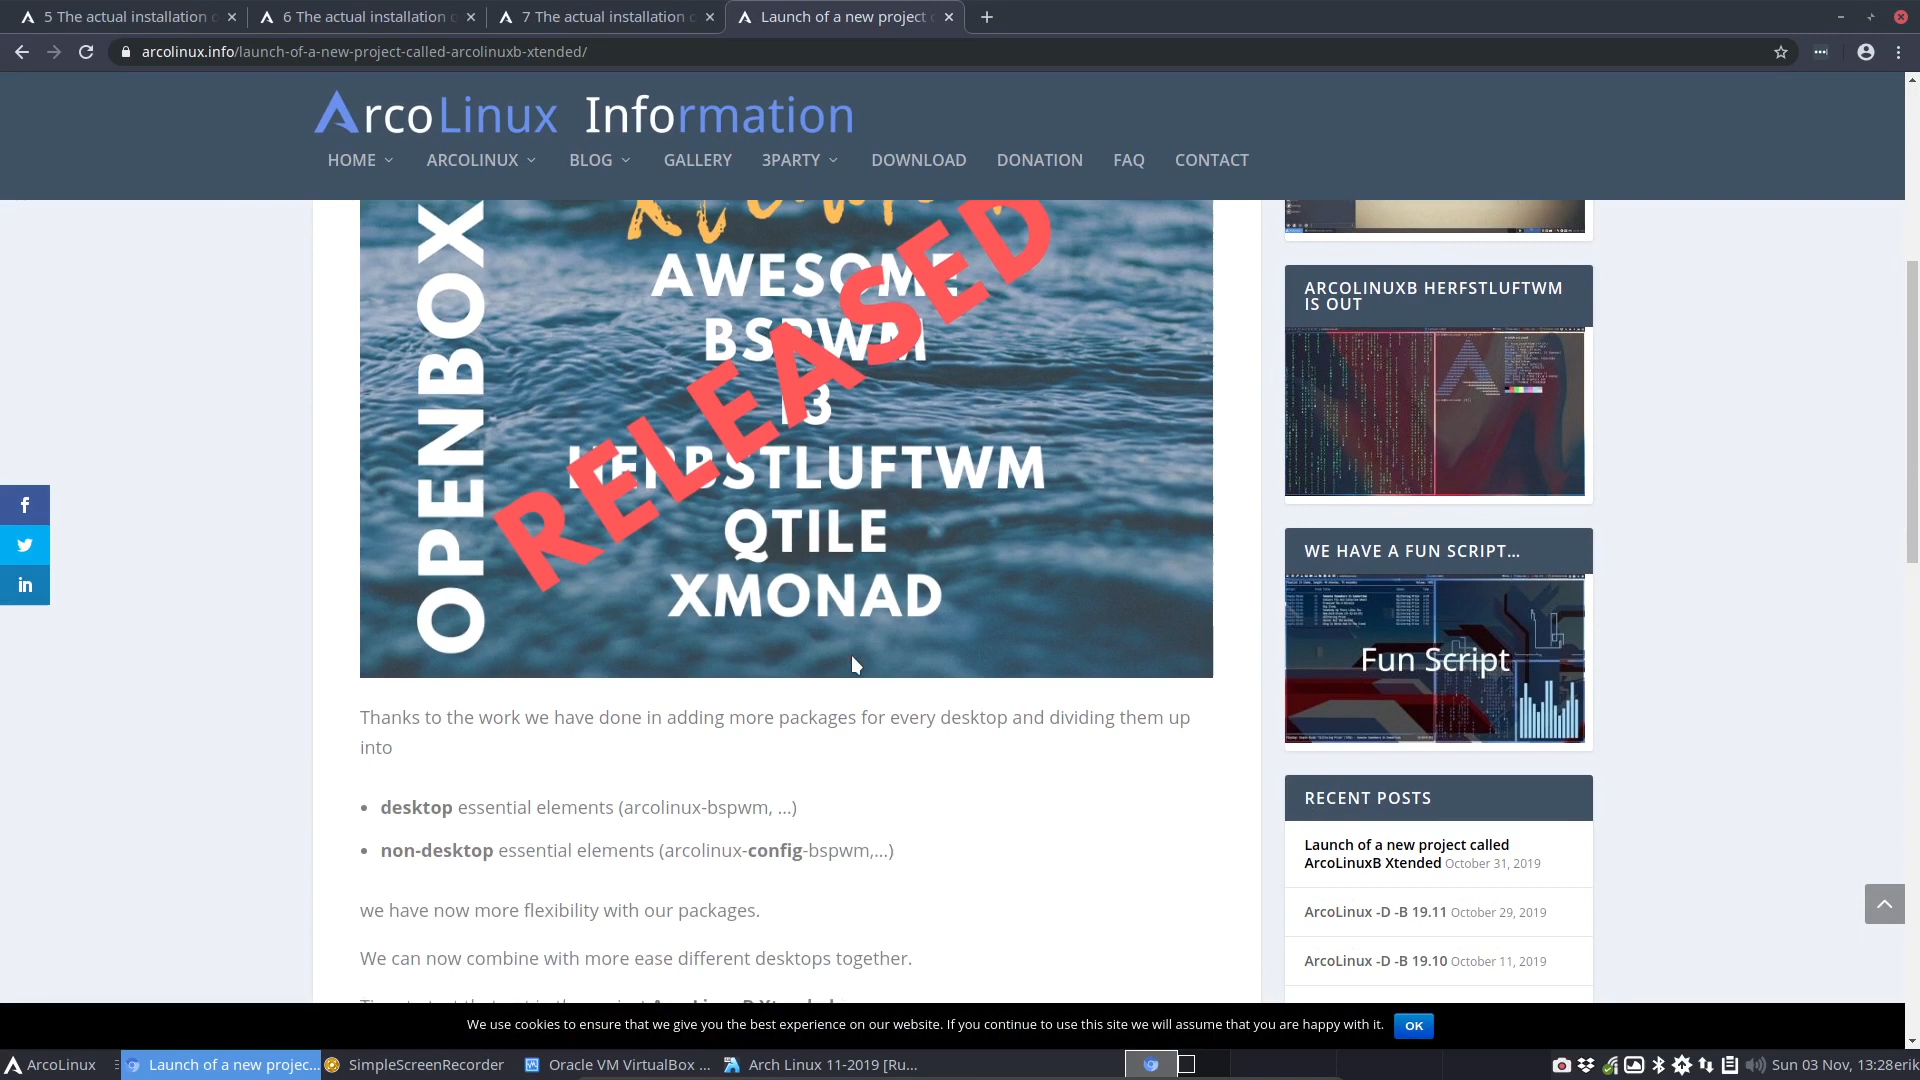 5 The actual installation
6 The actual installation
7 The actual installation
Launch of a new project
arcolinux.info/launch-of-a-new-project-called-arcolinuxb-xtended/
ArcoLinux Information
HOME
ARCOLINUX
BLOG
GALLERY
3PARTY
DOWNLOAD
DONATION
FAQ
CONTACT
OPENBOX
AWESOME
BSPWM
I3
HERBSTLUFTWM
QTILE
XMONAD
RELEASED
Thanks to the work we have done in adding more packages for every desktop and dividing them up
into
• desktop essential elements (arcolinux-bspwm, ...)
• non-desktop essential elements (arcolinux-config-bspwm,...)
we have now more flexibility with our packages.
We can now combine with more ease different desktops together.
ARCOLINUXB HERFSTLUFTWM
IS OUT
WE HAVE A FUN SCRIPT...
Fun Script
RECENT POSTS
Launch of a new project called
ArcoLinuxB Xtended October 31, 2019
ArcoLinux -D -B 19.11 October 29, 2019
ArcoLinux -D -B 19.10 October 11, 2019
We use cookies to ensure that we give you the best experience on our website. If you continue to use this site we will assume that you are happy with it.
OK
ArcoLinux
Launch of a new projec...
SimpleScreenRecorder
Oracle VM VirtualBox ...
Arch Linux 11-2019 [Ru...
Sun 03 Nov, 13:28erik